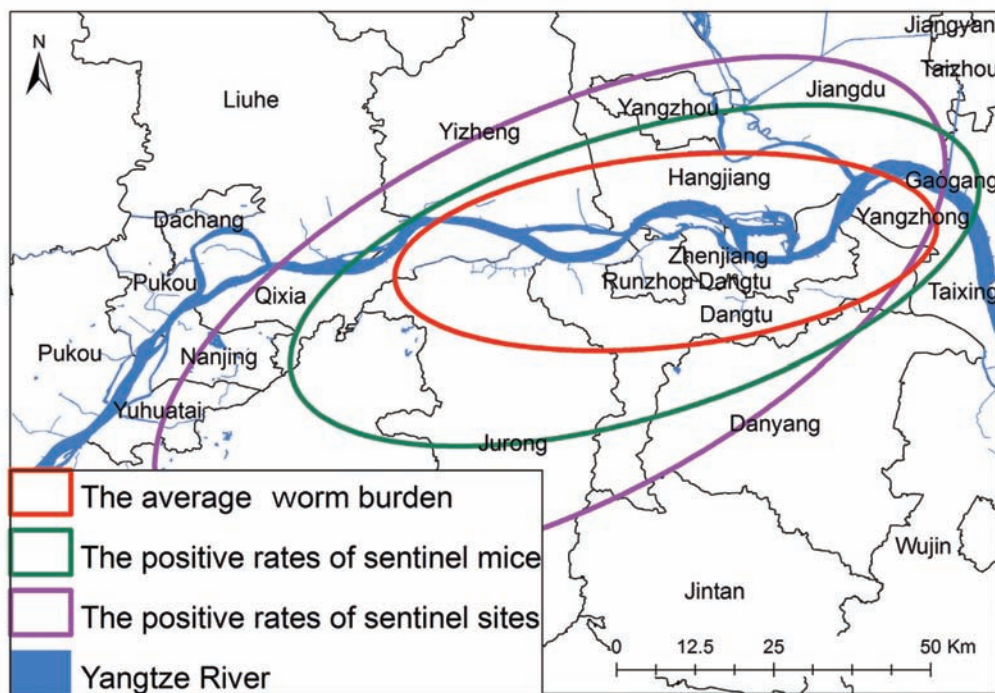 N
Jiangyan
Taizhou
Liuhe
Jiangdu
Yangzhou
Yizheng
Hangjiang
Gaogang
Dachang
Yangzhong
Zhenjiang
Pukou
Runzhou Dangtu
Qixia
Taixing
Dangtu
Pukou
Nanjing
Yuhuatai
Danyang
Jurong
The average worm burden
The positive rates of sentinel mice
Wujin
Jintan
The positive rates of sentinel sites
0 12.5 25 50 Km
Yangtze River